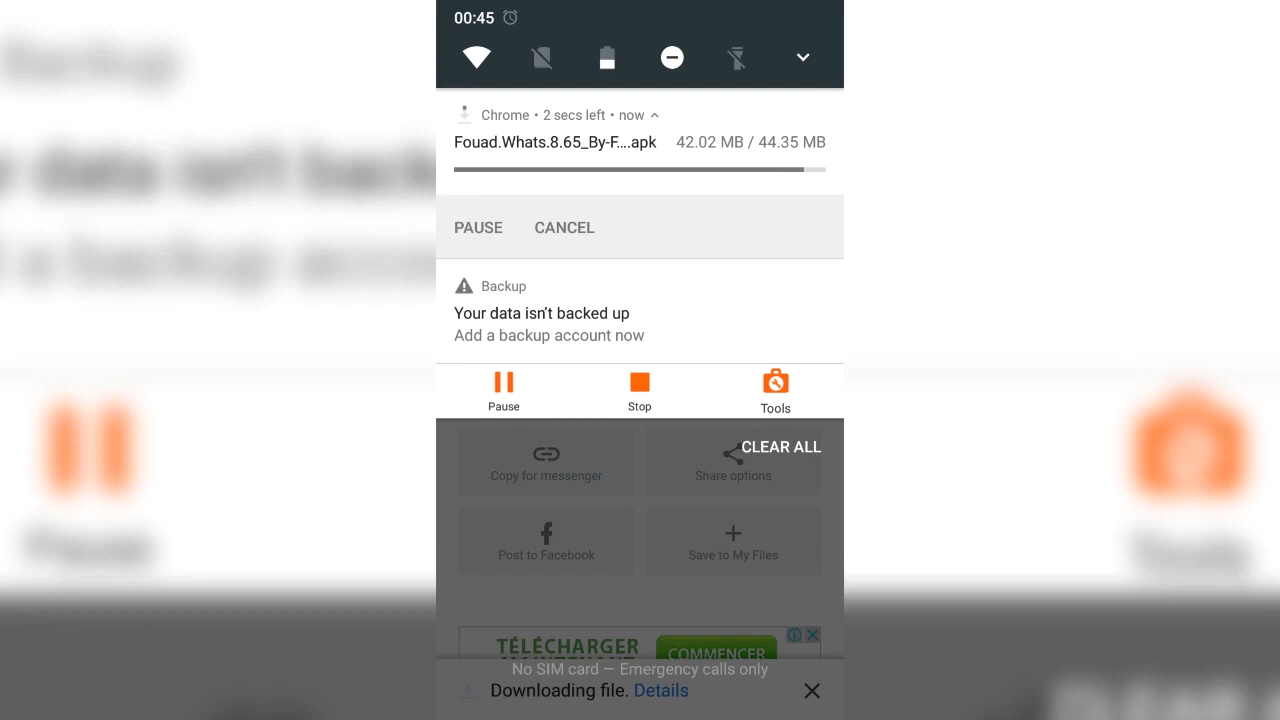 00:45
Chrome • 2 secs left • now
Fouad.Whats.8.65_By-F....apk 42.02 MB / 44.35 MB
PAUSE CANCEL
Backup
Your data isn't backed up
Add a backup account now
Pause Stop Tools
CLEAR ALL
Copy for messenger Share options
Post to Facebook Save to My Files
TÉLÉCHARGER COMMENCER
No SIM card — Emergency calls only
Downloading file. Details